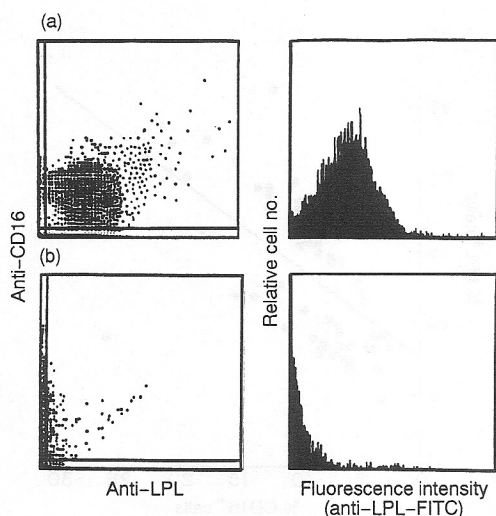 (a)
Anti-CD16
Relative cell no.
(b)
Anti-LPL
Fluorescence intensity
(anti-LPL-FITC)